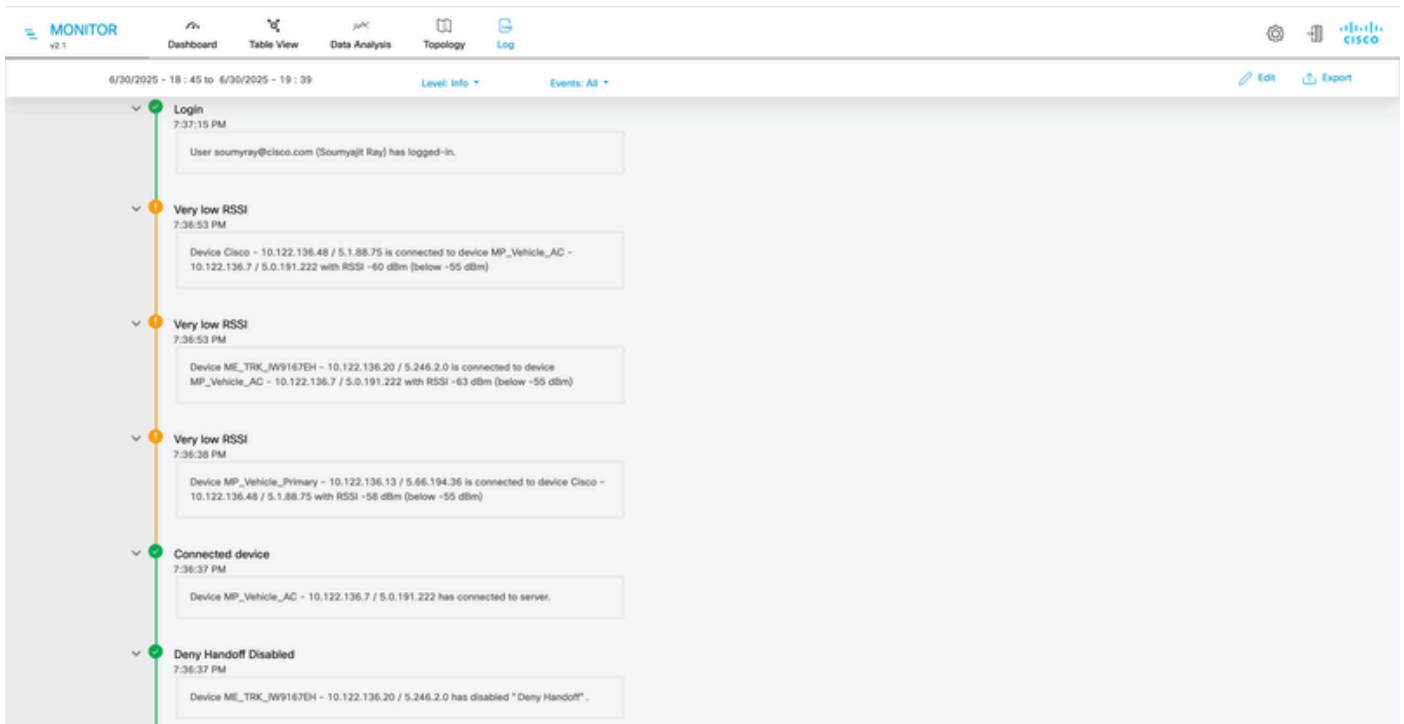 MONITOR
v2.1
Dashboard
Table View
Data Analysis
Topology
Log
CISCO
6/30/2025 - 18 : 45 to 6/30/2025 - 19 : 39
Level: Info
Events: All
Edit
Export
Login
7:37:15 PM
User soumyray@cisco.com (Soumyajit Ray) has logged-in.
Very low RSSI
7:36:53 PM
Device Cisco - 10.122.136.48 / 5.1.88.75 is connected to device MP_Vehicle_AC -
10.122.136.7 / 5.0.191.222 with RSSI -60 dBm (below -55 dBm)
Very low RSSI
7:36:53 PM
Device ME_TRK_IW9167EH - 10.122.136.20 / 5.246.2.0 is connected to device
MP_Vehicle_AC - 10.122.136.7 / 5.0.191.222 with RSSI -63 dBm (below -55 dBm)
Very low RSSI
7:36:38 PM
Device MP_Vehicle_Primary - 10.122.136.13 / 5.66.194.36 is connected to device Cisco -
10.122.136.48 / 5.1.88.75 with RSSI -58 dBm (below -55 dBm)
Connected device
7:36:37 PM
Device MP_Vehicle_AC - 10.122.136.7 / 5.0.191.222 has connected to server.
Deny Handoff Disabled
7:36:37 PM
Device ME_TRK_IW9167EH - 10.122.136.20 / 5.246.2.0 has disabled "Deny Handoff".